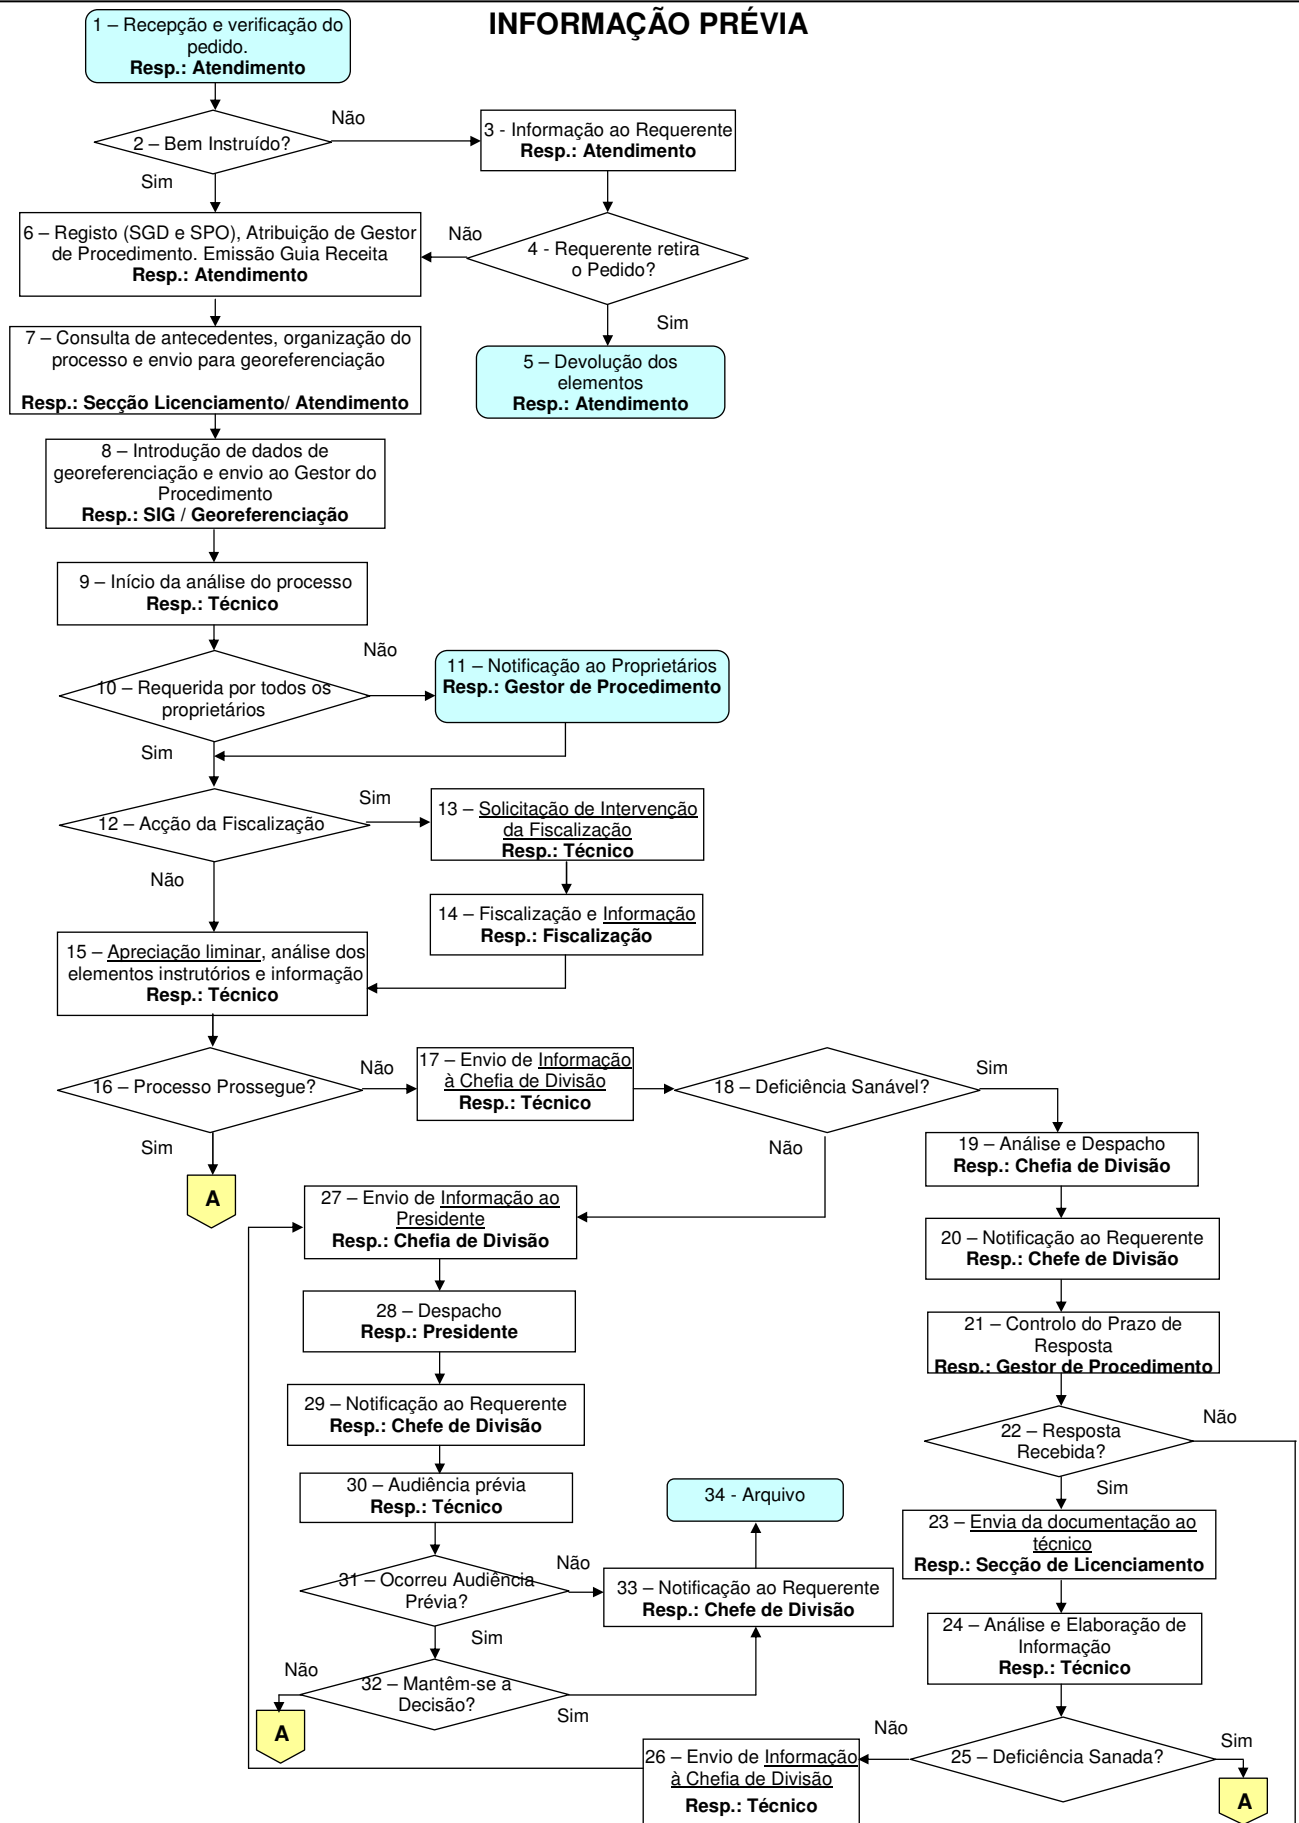 INFORMAÇÃO PRÉVIA
1 – Recepção e verificação do
pedido.
Resp.: Atendimento
Não
2 – Bem Instruído?
3 - Informação ao Requerente
Resp.: Atendimento
Sim
6 – Registo (SGD e SPO), Atribuição de Gestor
de Procedimento. Emissão Guia Receita
Resp.: Atendimento
Não
4 - Requerente retira
o Pedido?
Sim
7 – Consulta de antecedentes, organização do
processo e envio para georeferenciação
Resp.: Secção Licenciamento/ Atendimento
5 – Devolução dos
elementos
Resp.: Atendimento
8 – Introdução de dados de
georeferenciação e envio ao Gestor do
Procedimento
Resp.: SIG / Georeferenciação
9 – Início da análise do processo
Resp.: Técnico
Não
10 – Requerida por todos os
proprietários
11 – Notificação ao Proprietários
Resp.: Gestor de Procedimento
Sim
12 – Acção da Fiscalização
Sim
13 – Solicitação de Intervenção
da Fiscalização
Resp.: Técnico
Não
14 – Fiscalização e Informação
Resp.: Fiscalização
15 – Apreciação liminar, análise dos
elementos instrutórios e informação
Resp.: Técnico
16 – Processo Prossegue?
Não
17 – Envio de Informação
à Chefia de Divisão
Resp.: Técnico
18 – Deficiência Sanável?
Sim
Sim
A
Não
19 – Análise e Despacho
Resp.: Chefia de Divisão
27 – Envio de Informação ao
Presidente
Resp.: Chefia de Divisão
20 – Notificação ao Requerente
Resp.: Chefe de Divisão
28 – Despacho
Resp.: Presidente
21 – Controlo do Prazo de
Resposta
Resp.: Gestor de Procedimento
29 – Notificação ao Requerente
Resp.: Chefe de Divisão
22 – Resposta
Recebida?
Não
Sim
30 – Audiência prévia
Resp.: Técnico
34 - Arquivo
23 – Envia da documentação ao
técnico
Resp.: Secção de Licenciamento
31 – Ocorreu Audiência
Prévia?
Não
33 – Notificação ao Requerente
Resp.: Chefe de Divisão
Sim
24 – Análise e Elaboração de
Informação
Resp.: Técnico
Não
32 – Mantêm-se a
Decisão?
Sim
A
Não
25 – Deficiência Sanada?
Sim
26 – Envio de Informação
à Chefia de Divisão
Resp.: Técnico
A